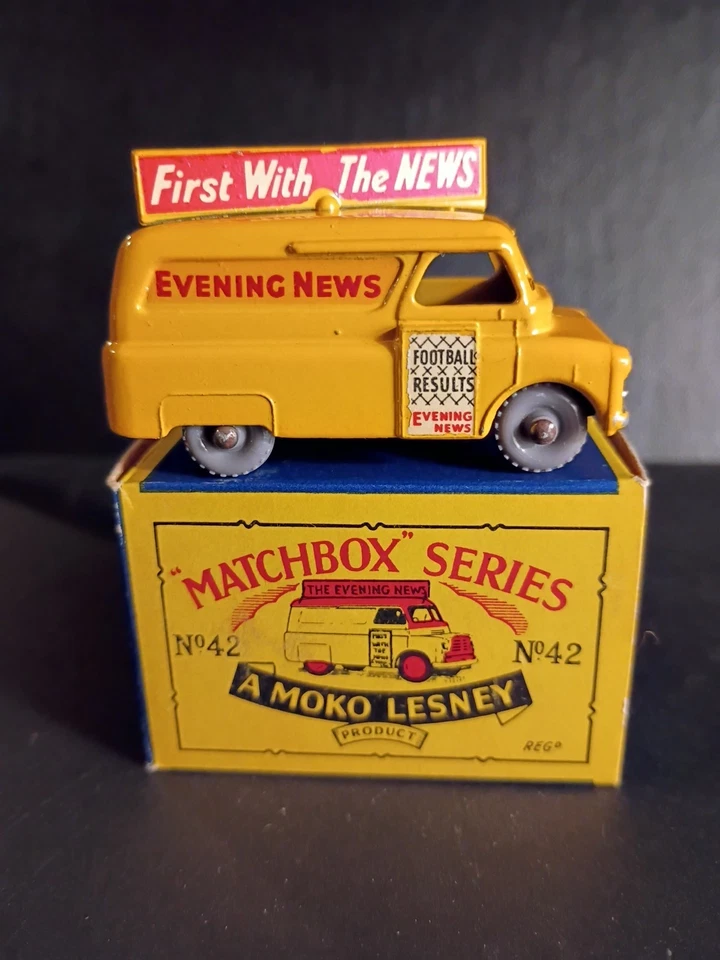 First With The NEWS
EVENING NEWS
FOOTBALL
RESULTS
EVENING
NEWS
"MATCHBOX" SERIES
THE EVENING NEWS
Nº42
Nº42
A MOKO LESNEY
PRODUCT
REGº